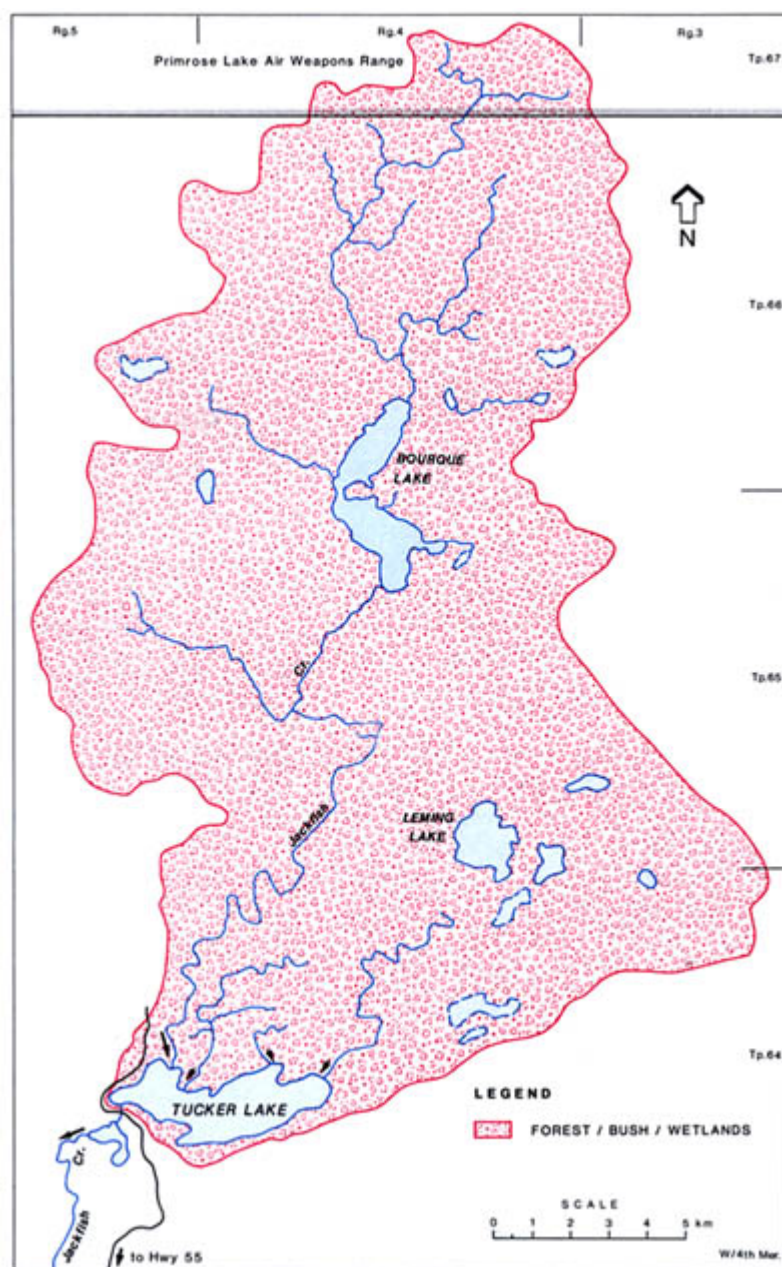 Rg.5 Rg.4 Rg.3
Primrose Lake Air Weapons Range
Tp.67
N
Tp.66
BOURQUE
LAKE
Cr.
Tp.65
Jackfish
LEMING
LAKE
Tp.64
TUCKER LAKE
LEGEND
FOREST / BUSH / WETLANDS
Cr.
Jackfish
SCALE
0 1 2 3 4 5 km
to Hwy 55
W/4th Mer.